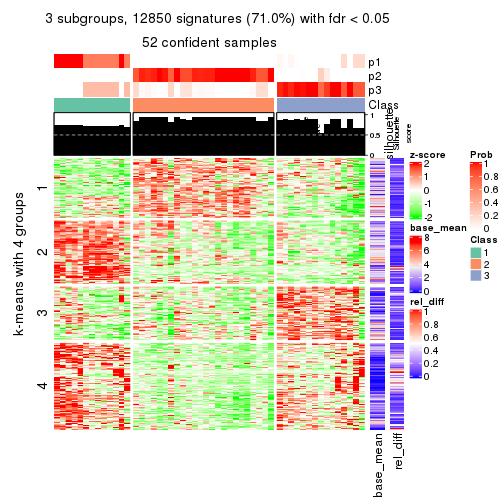 3 subgroups, 12850 signatures (71.0%) with fdr < 0.05
52 confident samples
p1
p2
p3
Class
1
0.5
0
silhouette
silhouette
score
k-means with 4 groups
1
2
3
4
base_mean
rel_diff
z-score
2
1
0
-1
-2
base_mean
8
6
4
2
0
rel_diff
1
0.8
0.6
0.4
0.2
0
Prob
1
0.8
0.6
0.4
0.2
0
Class
1
2
3